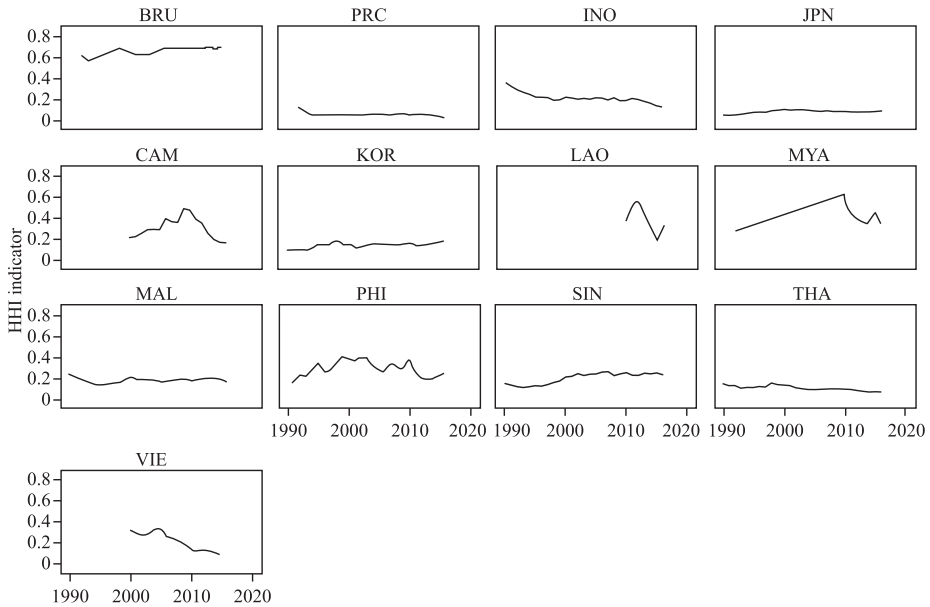 BRU PRC INO JPN
0.8
0.6
0.4
0.2
0
CAM KOR LAO MYA
0.8
0.6
0.4
0.2
0
HHI indicator
MAL PHI SIN THA
0.8
0.6
0.4
0.2
0
1990 2000 2010 2020 1990 2000 2010 2020 1990 2000 2010 2020
VIE
0.8
0.6
0.4
0.2
0
1990 2000 2010 2020